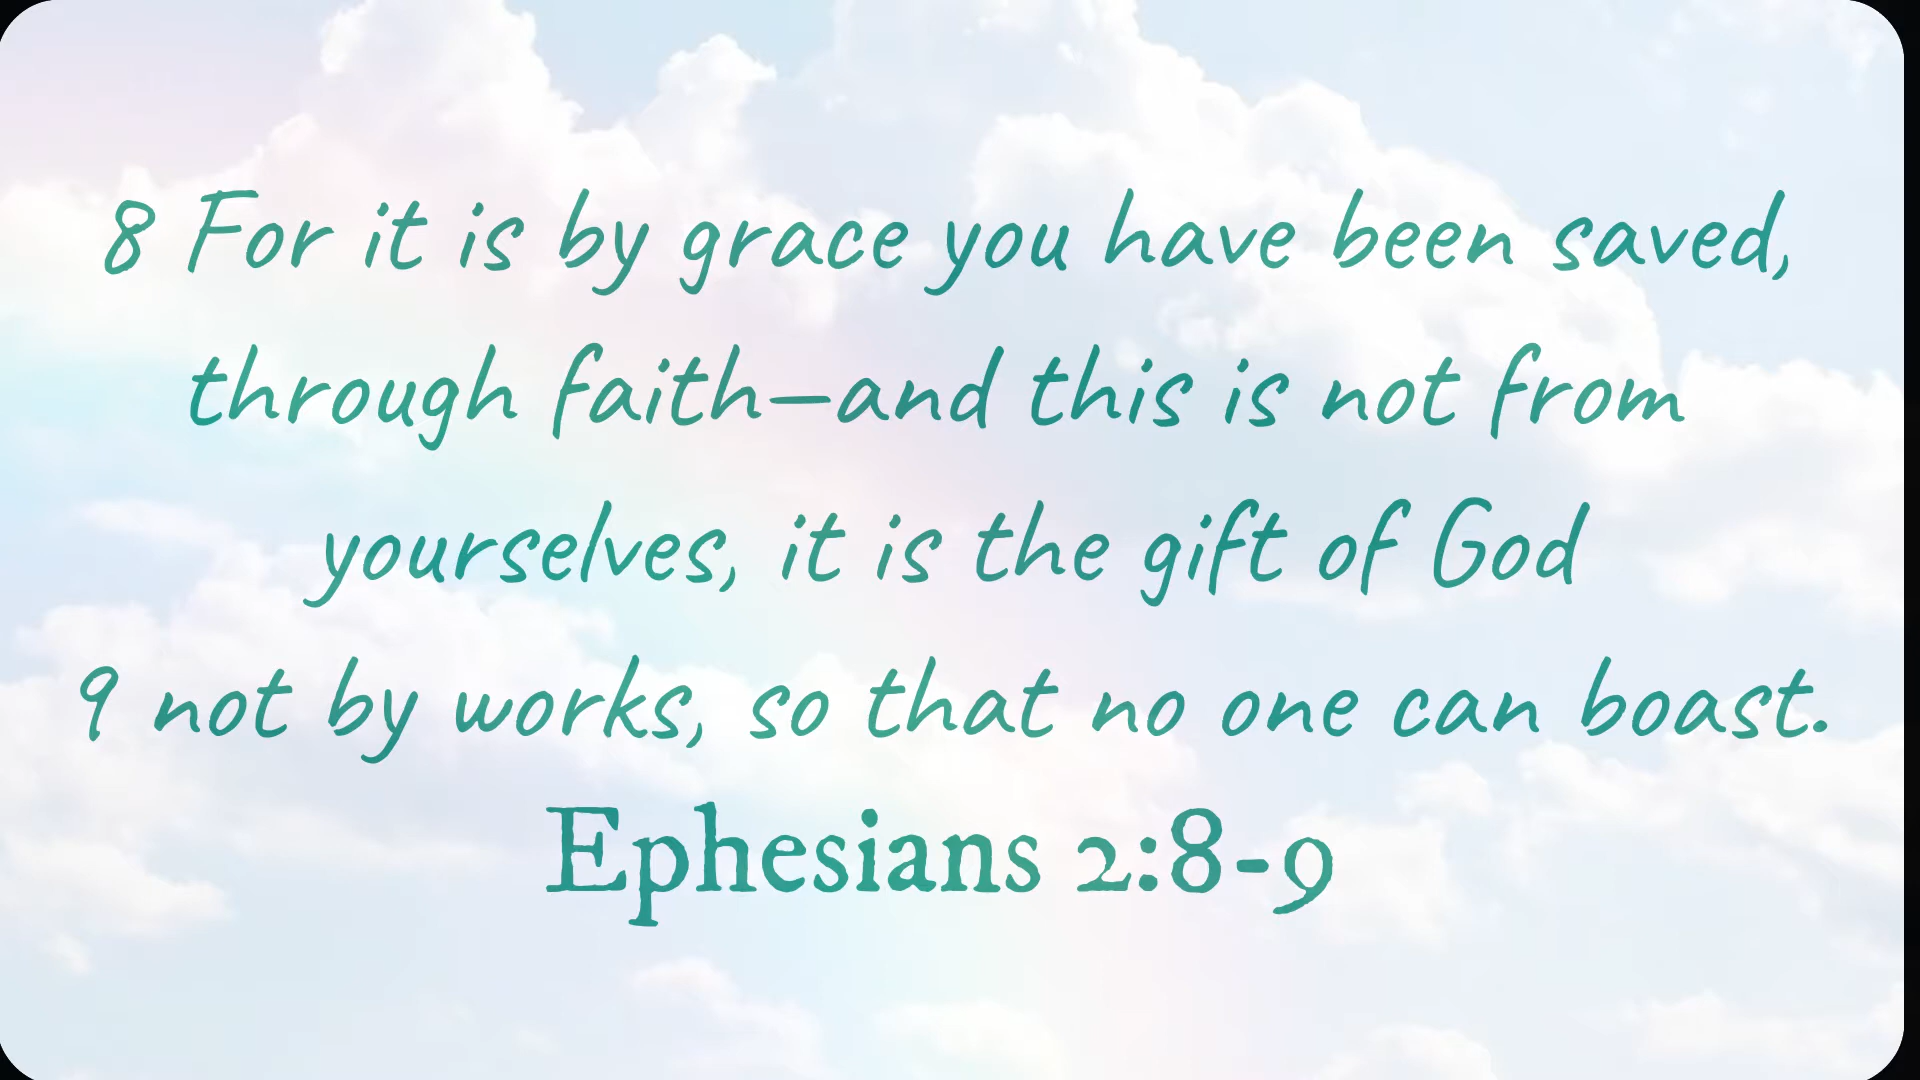 8 For it is by grace you have been saved,
through faith—and this is not from
yourselves, it is the gift of God
9 not by works, so that no one can boast.
Ephesians 2:8-9